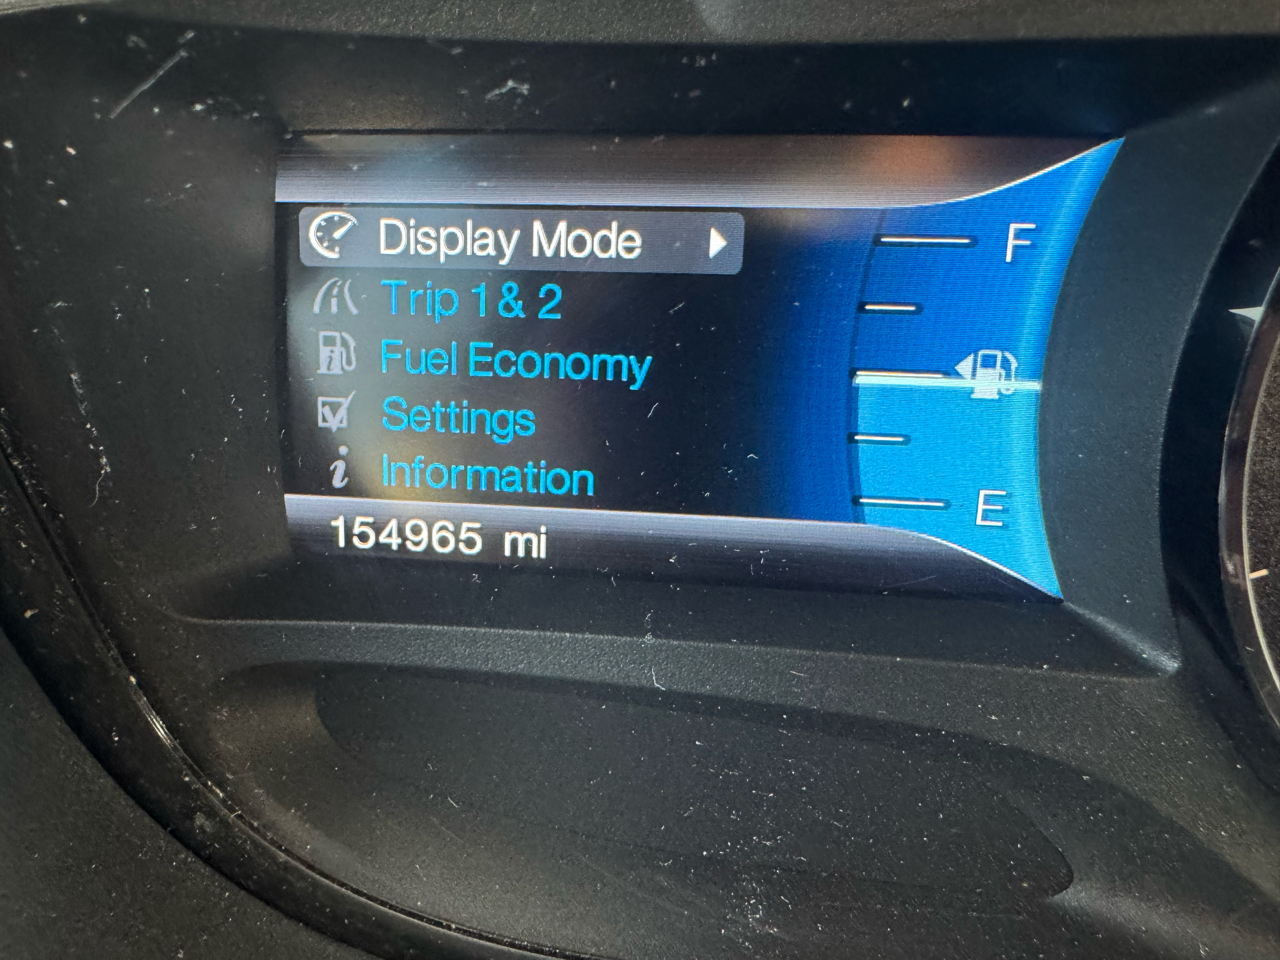 Display Mode
Trip 1 & 2
Fuel Economy
Settings
Information
154965 mi
F
E